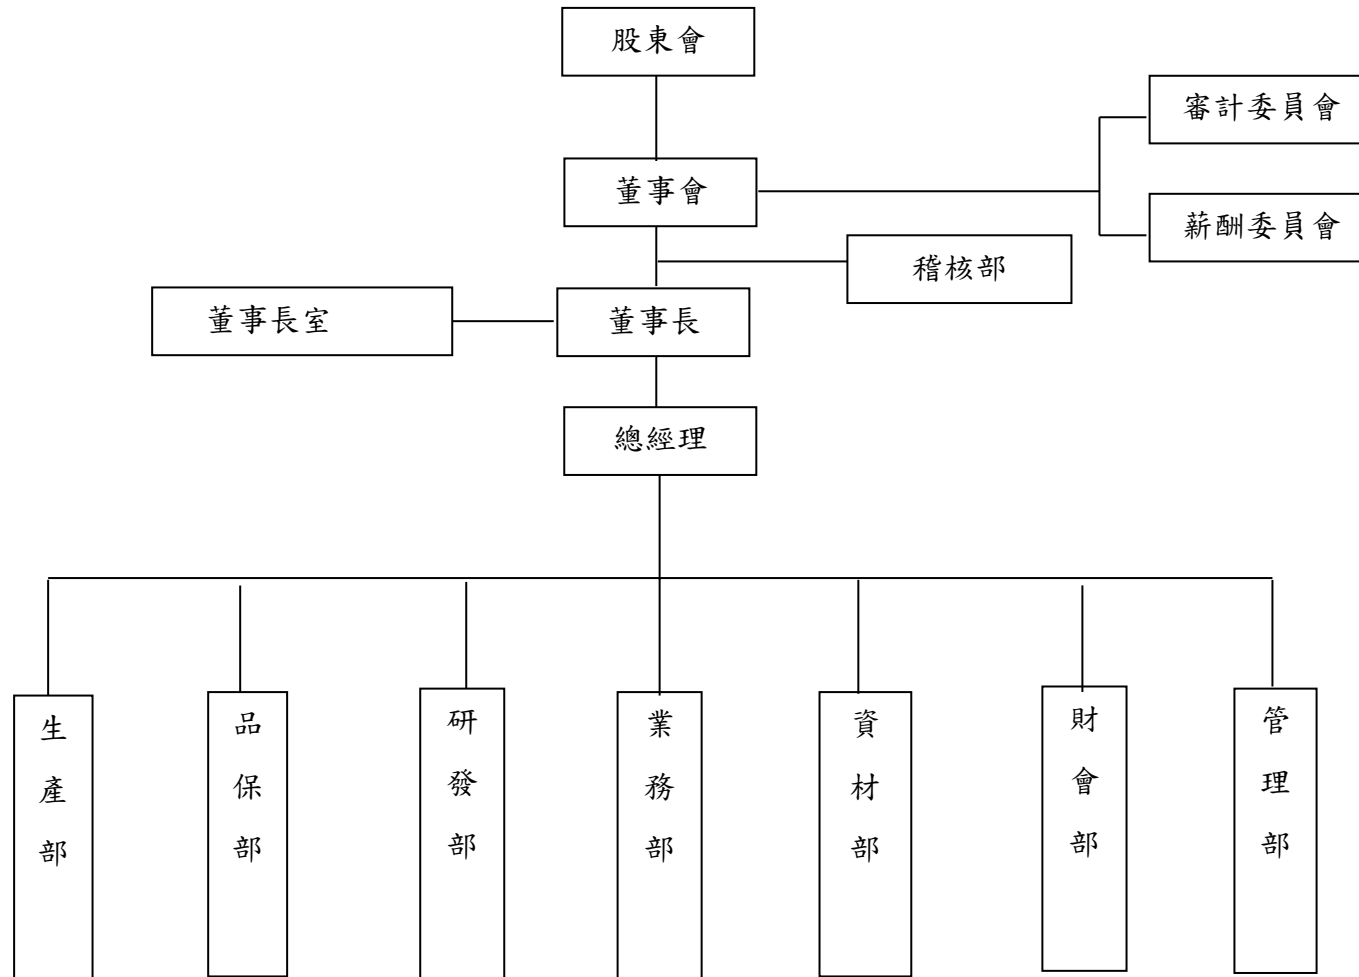 股東會
審計委員會
董事會
薪酬委員會
稽核部
董事長室
董事長
總經理
生產部
品保部
研發部
業務部
資材部
財會部
管理部